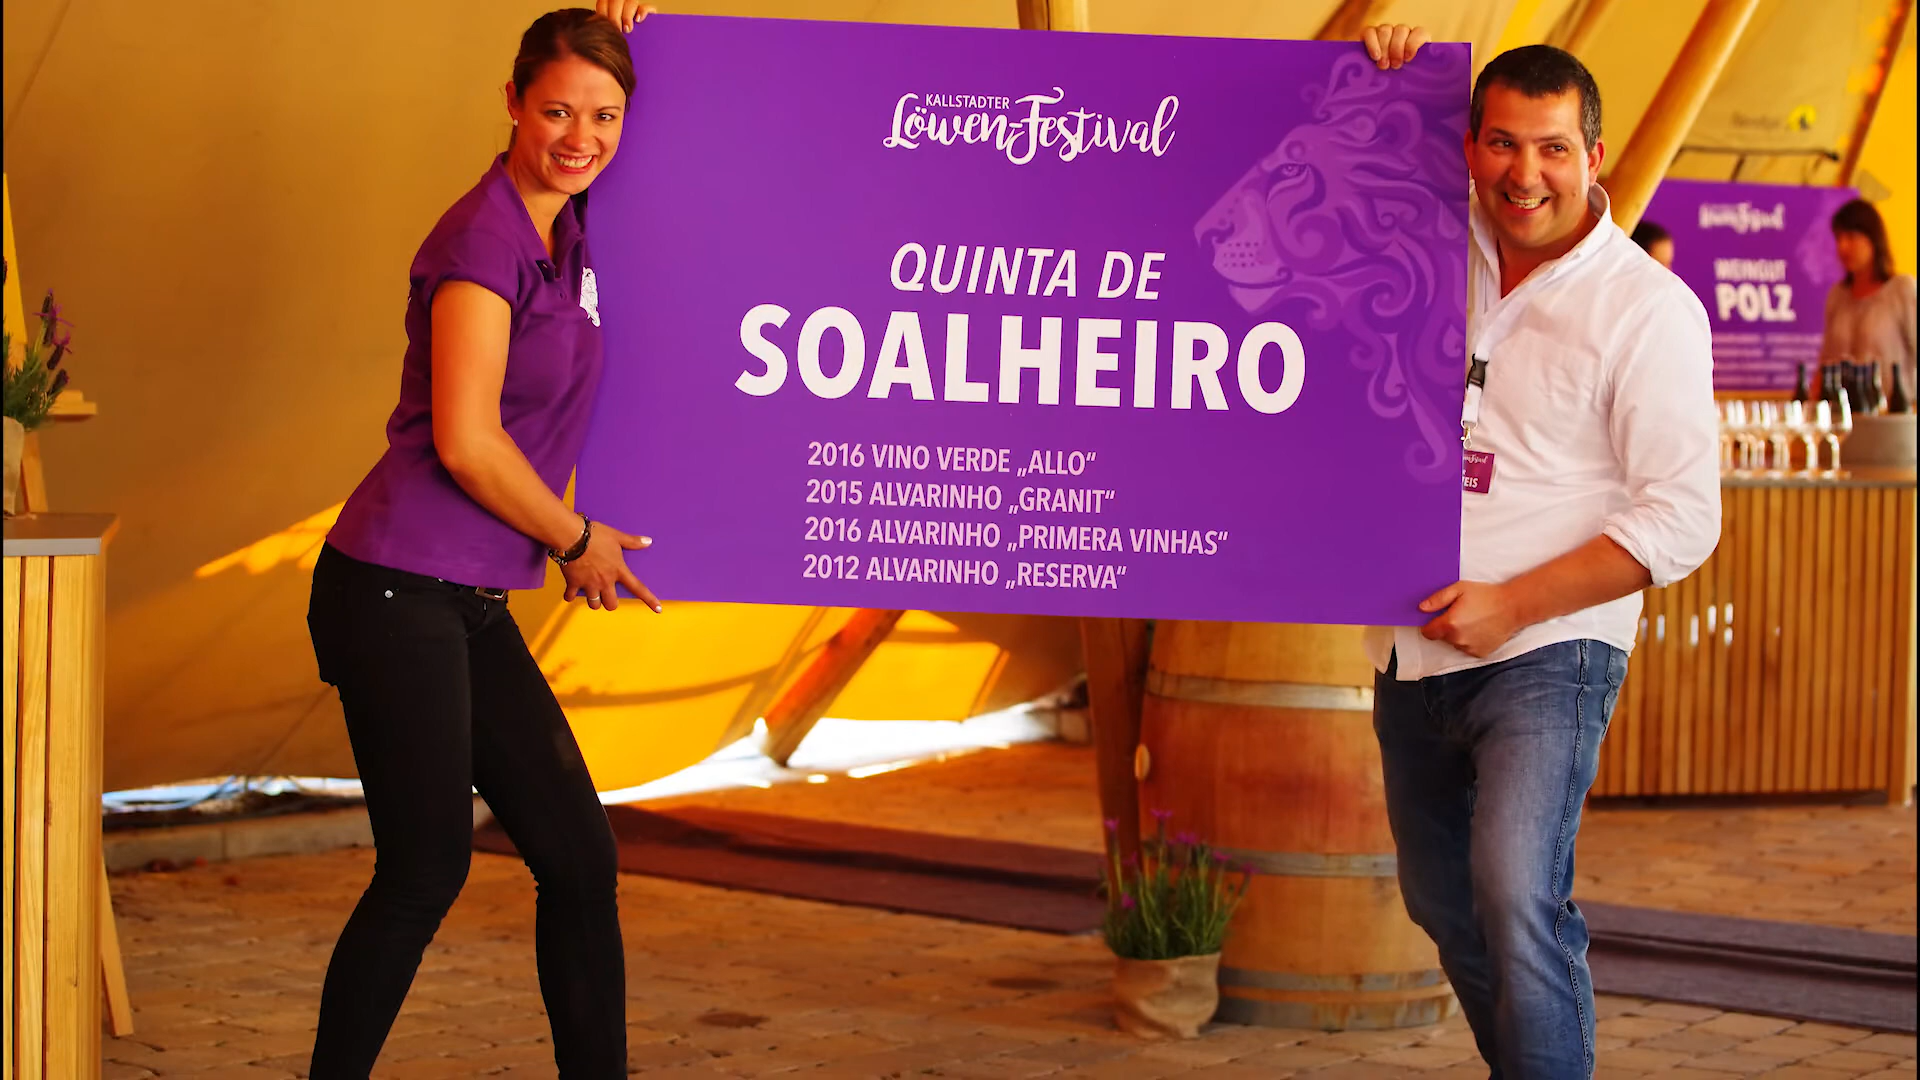 KALLSTADTER
Löwen-Festival
QUINTA DE
SOALHEIRO
2016 VINO VERDE „ALLO“
2015 ALVARINHO „GRANIT“
2016 ALVARINHO „PRIMERA VINHAS“
2012 ALVARINHO „RESERVA“
WEINGUT
POLZ